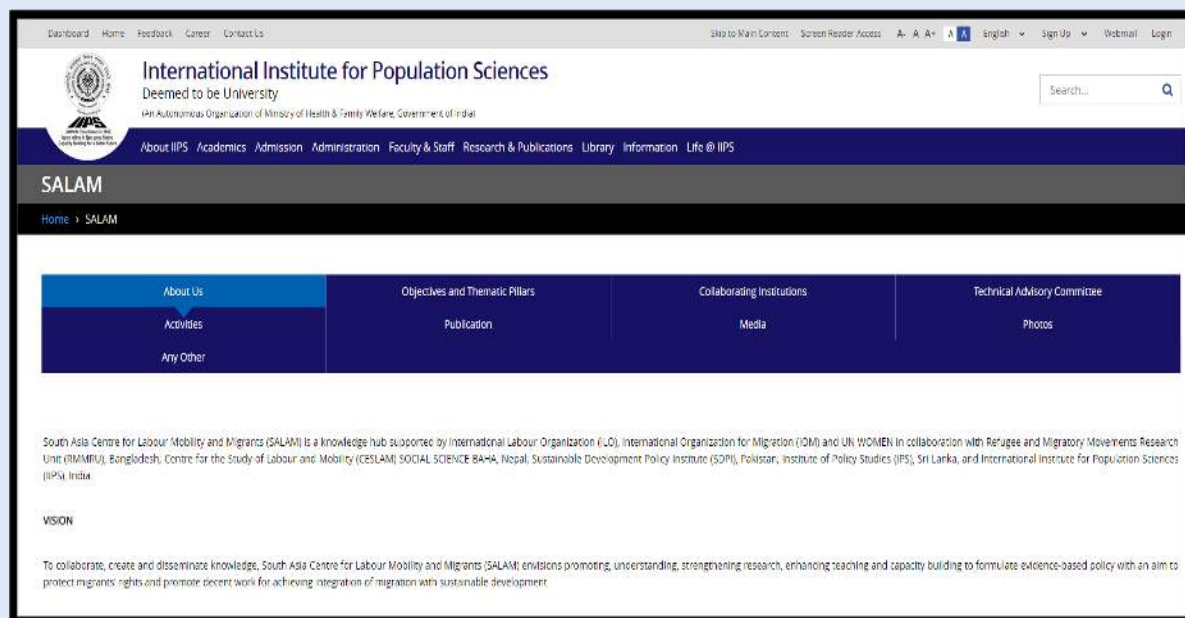 Dashboard Home Feedback Career Contact Us
Skip to Main Content Screen Reader Access A- A A+ A A English Sign Up Webmail Login
International Institute for Population Sciences
Deemed to be University
(An Autonomous Organization of Ministry of Health & Family Welfare, Government of India)
Search...
IIPS
About IIPS Academics Admission Administration Faculty & Staff Research & Publications Library Information Life @ IIPS
SALAM
Home > SALAM
About Us Objectives and Thematic Pillars Collaborating Institutions Technical Advisory Committee
Activities Publication Media Photos
Any Other
South Asia Centre for Labour Mobility and Migrants (SALAM) is a knowledge hub supported by International Labour Organization (ILO), International Organization for Migration (IOM) and UN WOMEN in collaboration with Refugee and Migratory Movements Research
Unit (RMMRU), Bangladesh, Centre for the Study of Labour and Mobility (CESLAM) SOCIAL SCIENCE BAHA, Nepal, Sustainable Development Policy Institute (SDPI), Pakistan, Institute of Policy Studies (IPS), Sri Lanka, and International Institute for Population Sciences
(IIPS), India
VISION
To collaborate, create and disseminate knowledge, South Asia Centre for Labour Mobility and Migrants (SALAM) envisions promoting, understanding, strengthening research, enhancing teaching and capacity building to formulate evidence-based policy with an aim to
protect migrants' rights and promote decent work for achieving integration of migration with sustainable development